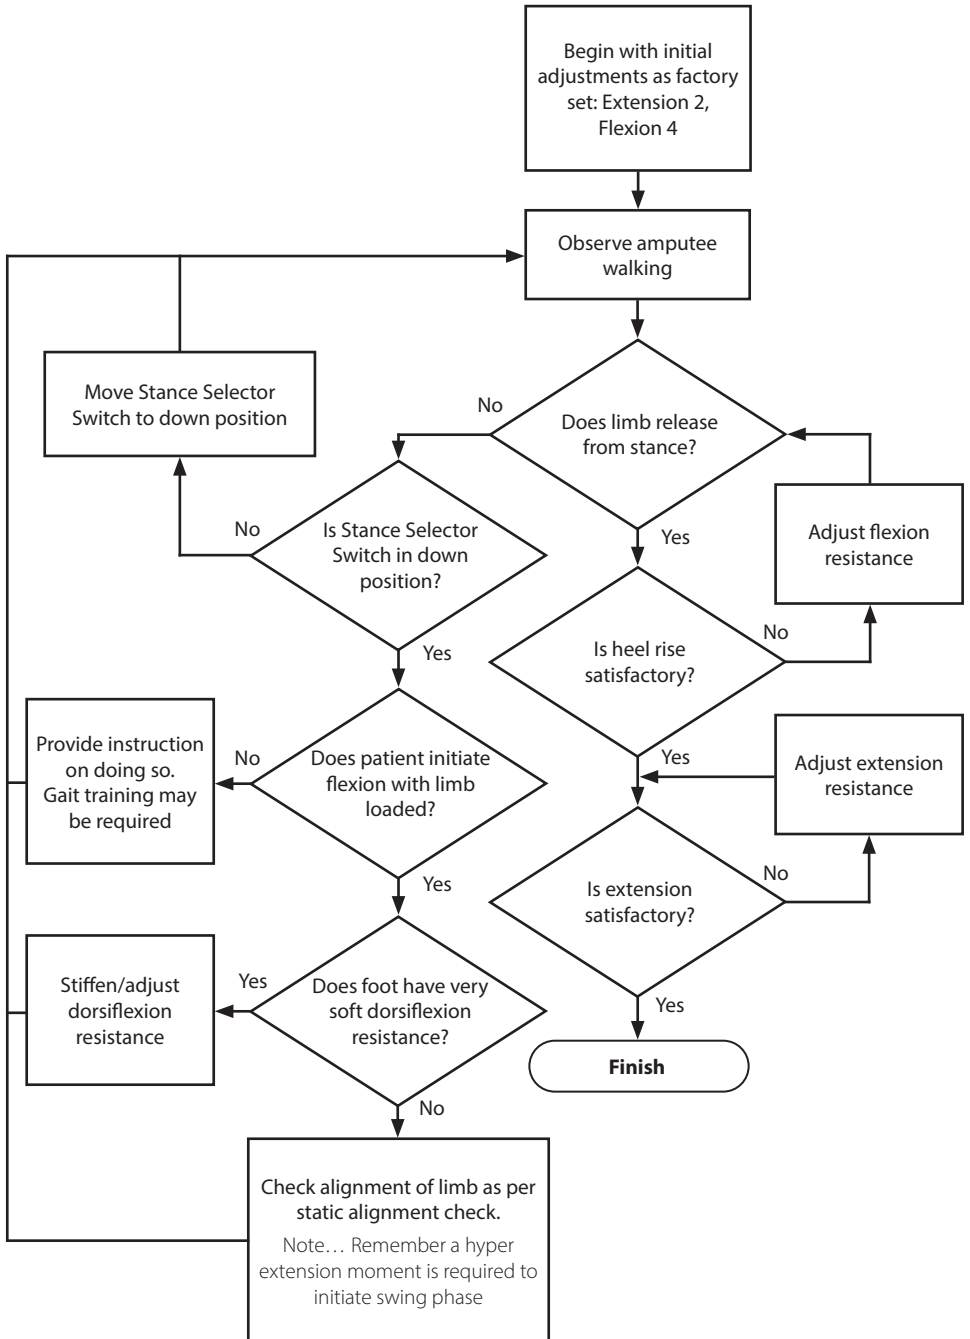 Begin with initial
adjustments as factory
set: Extension 2,
Flexion 4
Observe amputee
walking
Move Stance Selector
Switch to down position
No
Does limb release
from stance?
No
Is Stance Selector
Switch in down
position?
Yes
Adjust flexion
resistance
Yes
Is heel rise
satisfactory?
No
Provide instruction
on doing so.
Gait training may
be required
No
Does patient initiate
flexion with limb
loaded?
Yes
Adjust extension
resistance
Yes
Is extension
satisfactory?
No
Stiffen/adjust
dorsiflexion
resistance
Yes
Does foot have very
soft dorsiflexion
resistance?
Yes
Finish
No
Check alignment of limb as per
static alignment check.
Note... Remember a hyper
extension moment is required to
initiate swing phase